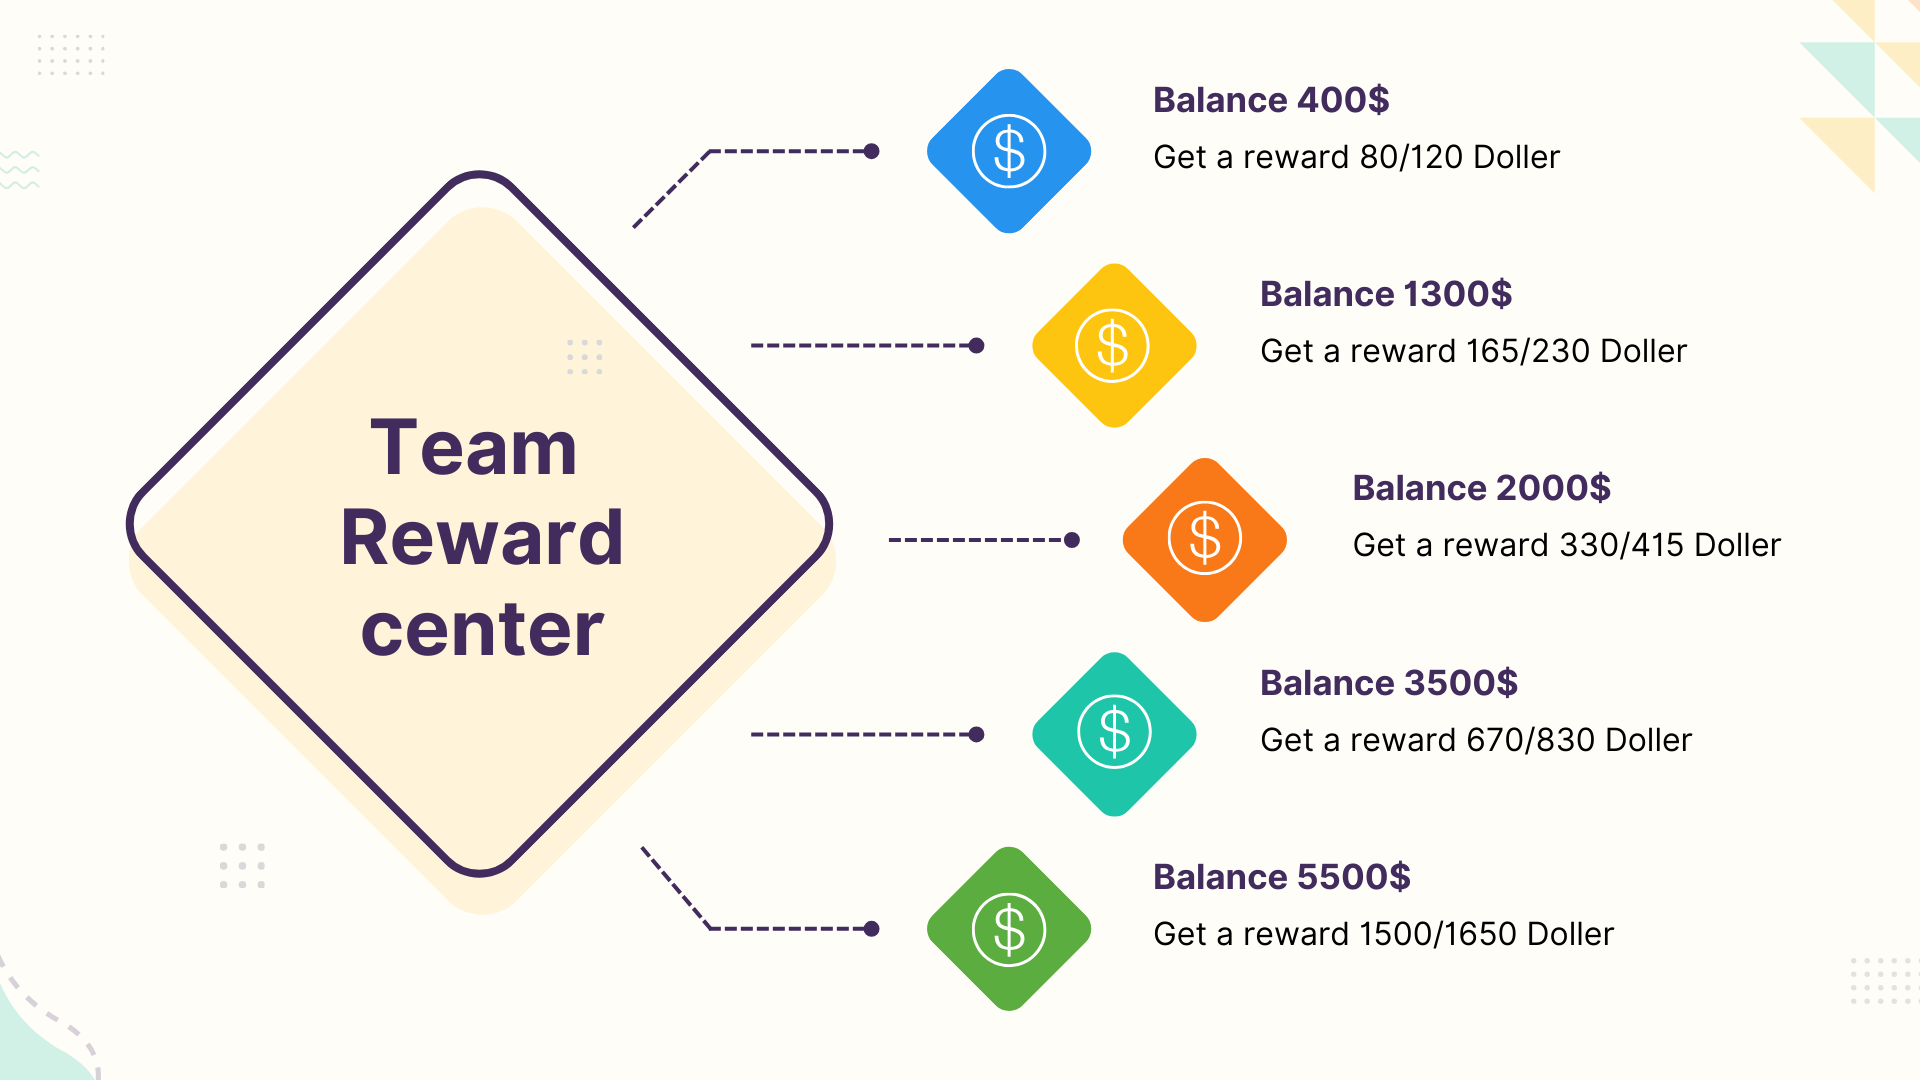 Team
Reward
center
Balance 400$
Get a reward 80/120 Doller
Balance 1300$
Get a reward 165/230 Doller
Balance 2000$
Get a reward 330/415 Doller
Balance 3500$
Get a reward 670/830 Doller
Balance 5500$
Get a reward 1500/1650 Doller